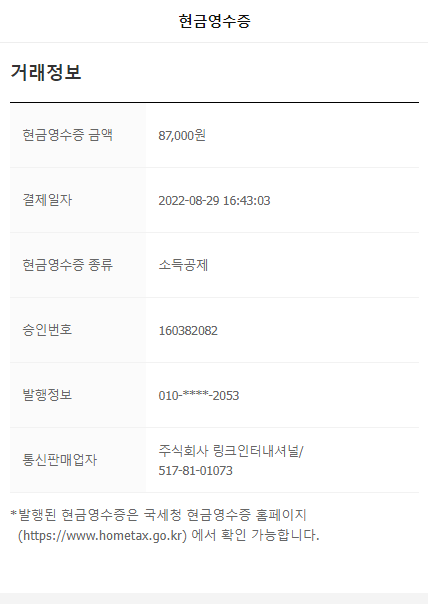 현금영수증
거래정보
현금영수증 금액 87,000원
결제일자 2022-08-29 16:43:03
현금영수증 종류 소득공제
승인번호 160382082
발행정보 010-****-2053
통신판매업자 주식회사 링크인터내셔널/
517-81-01073
*발행된 현금영수증은 국세청 현금영수증 홈페이지
(https://www.hometax.go.kr) 에서 확인 가능합니다.